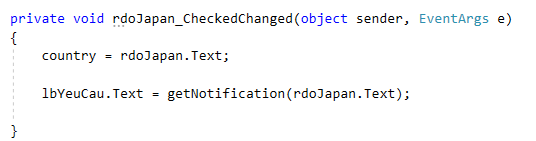 private void rdoJapan_CheckedChanged(object sender, EventArgs e)
{
country = rdoJapan.Text;
lbYeuCau.Text = getNotification(rdoJapan.Text);
}